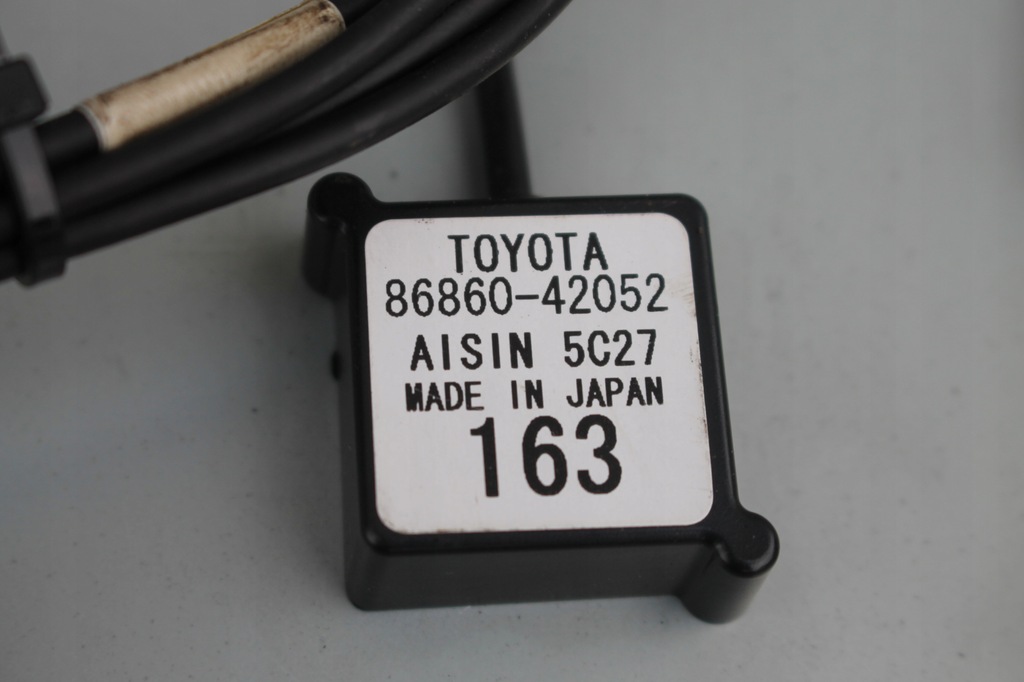 TOYOTA
86860-42052
AISIN 5C27
MADE IN JAPAN
163